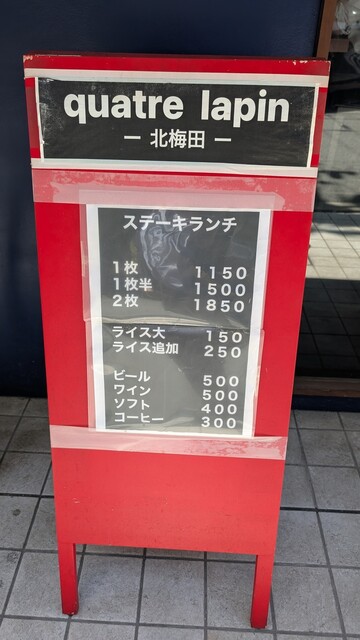 quatre lapin
ー 北梅田 ー
ステーキランチ
1枚 1150
1枚半 1500
2枚 1850
ライス大 150
ライス追加 250
ビール 500
ワイン 500
ソフト 400
コーヒー 300